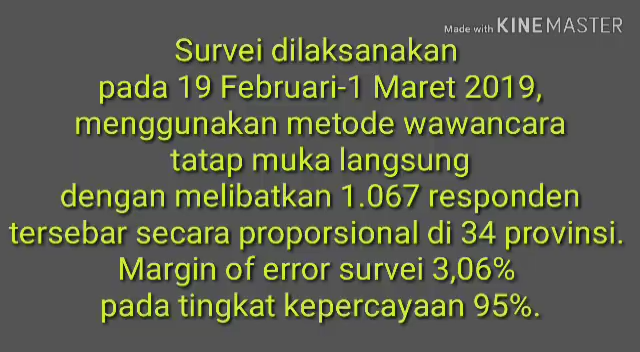 Made with KINEMASTER
Survei dilaksanakan
pada 19 Februari-1 Maret 2019,
menggunakan metode wawancara
tatap muka langsung
dengan melibatkan 1.067 responden
tersebar secara proporsional di 34 provinsi.
Margin of error survei 3,06%
pada tingkat kepercayaan 95%.